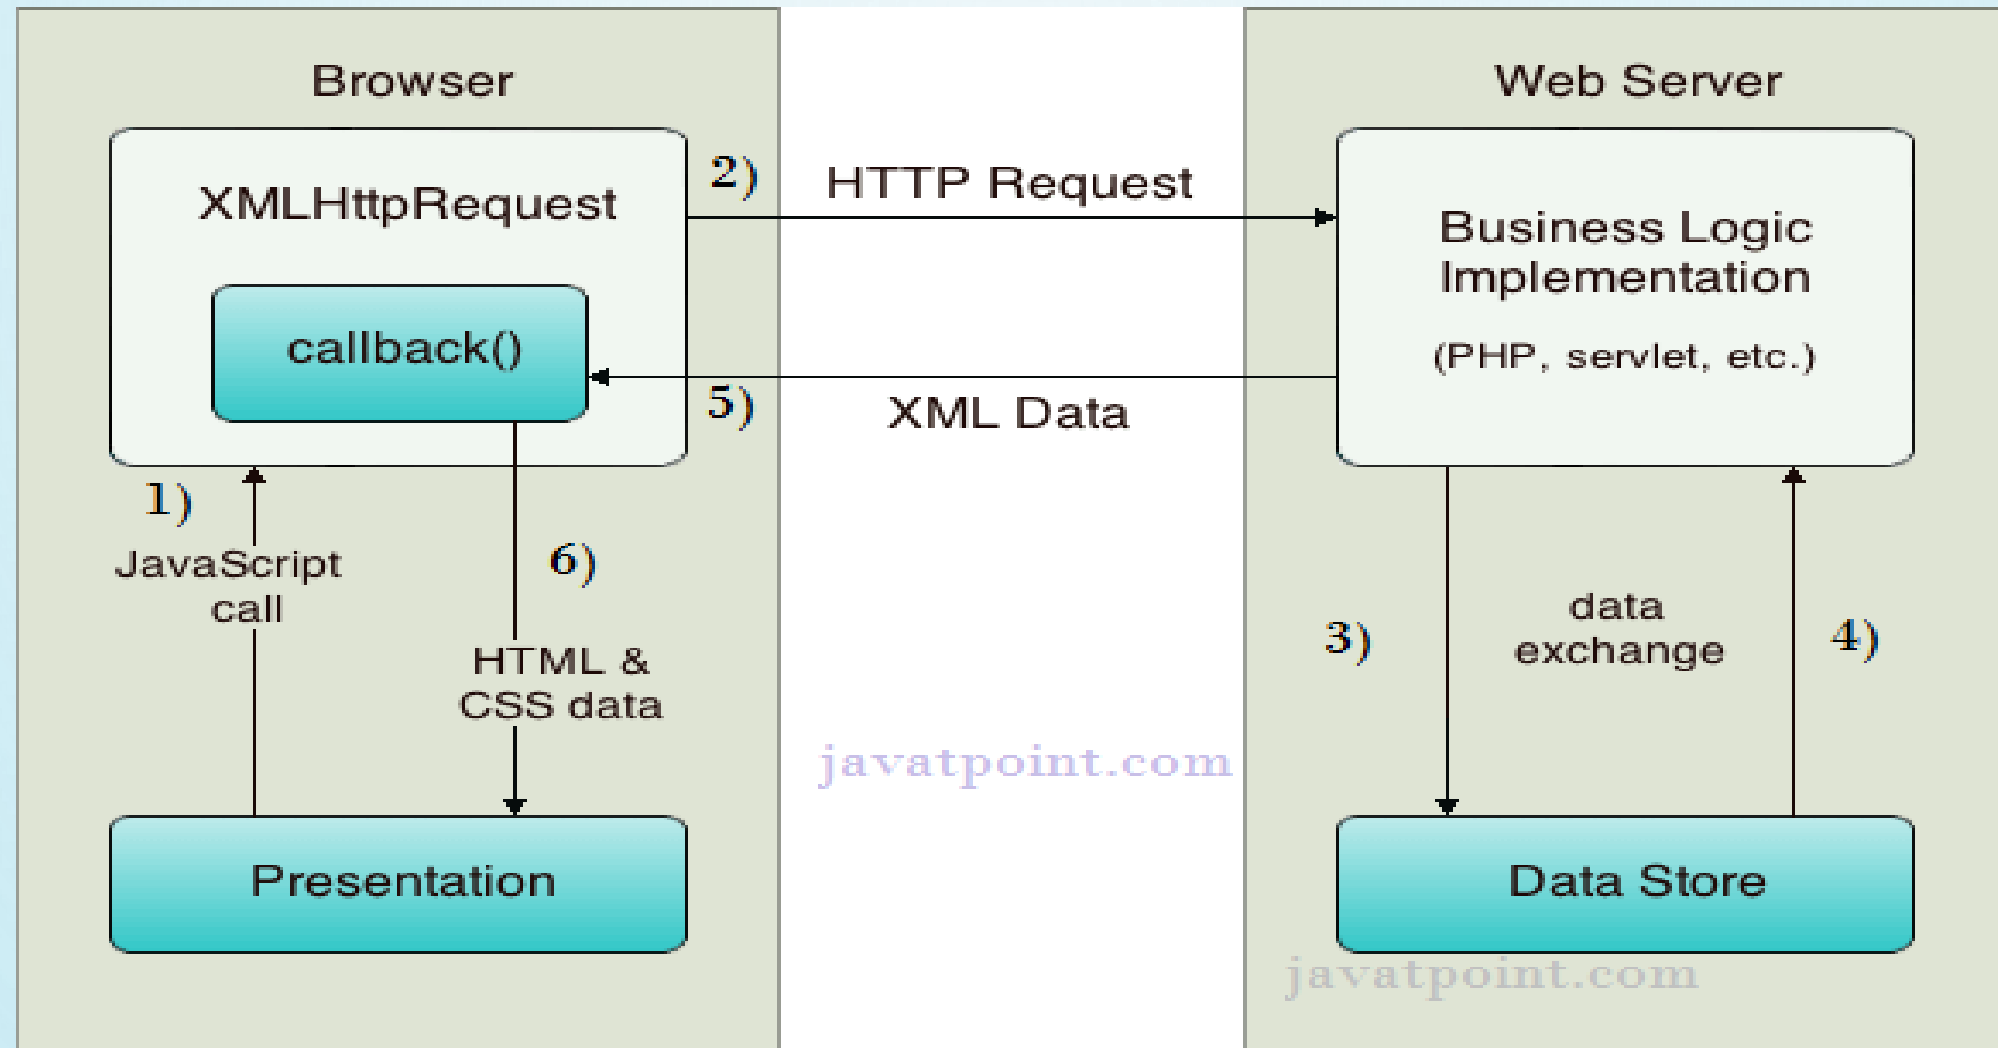 Browser
XMLHttpRequest
callback()
1)
JavaScript
call
6)
HTML &
CSS data
Presentation
2)
HTTP Request
5)
XML Data
javatpoint.com
Web Server
Business Logic
Implementation
(PHP, servlet, etc.)
3)
data
exchange
4)
Data Store
javatpoint.com